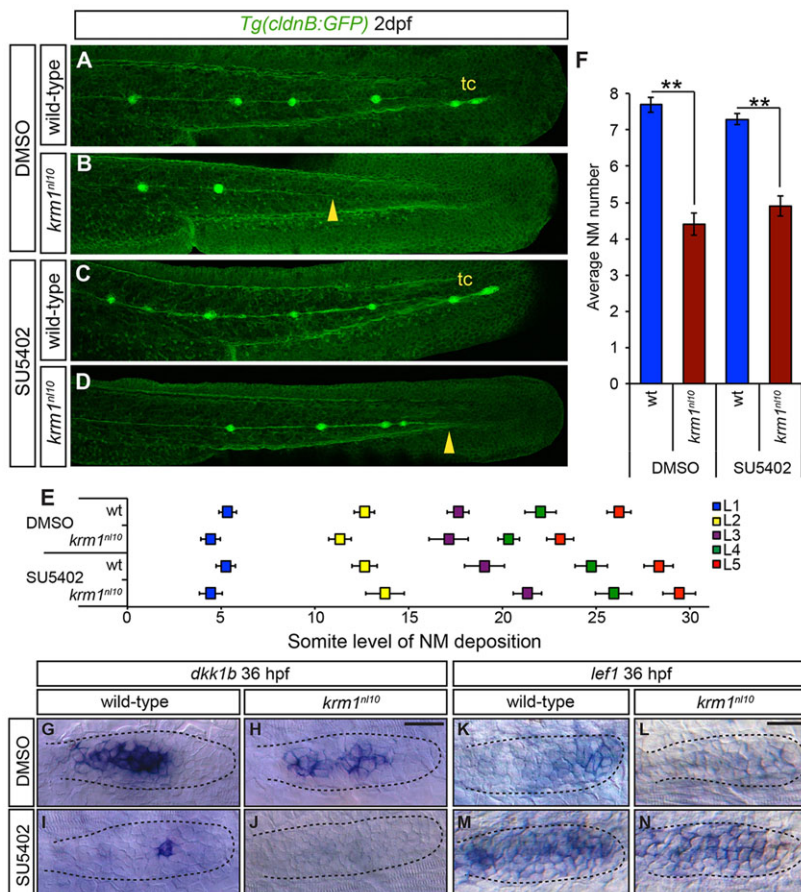 Tg(cldnB:GFP) 2dpf
DMSO
wild-type
A
tc
krm1nl10
B
SU5402
wild-type
C
tc
krm1nl10
D
F
**
**
8
7
6
5
4
3
2
1
0
Average NM number
wt
krm1nl10
wt
krm1nl10
DMSO
SU5402
E
DMSO
wt
krm1nl10
SU5402
wt
krm1nl10
L1
L2
L3
L4
L5
0 5 10 15 20 25 30
Somite level of NM deposition
dkk1b 36 hpf
lef1 36 hpf
wild-type
krm1nl10
wild-type
krm1nl10
DMSO
G
H
K
L
SU5402
I
J
M
N